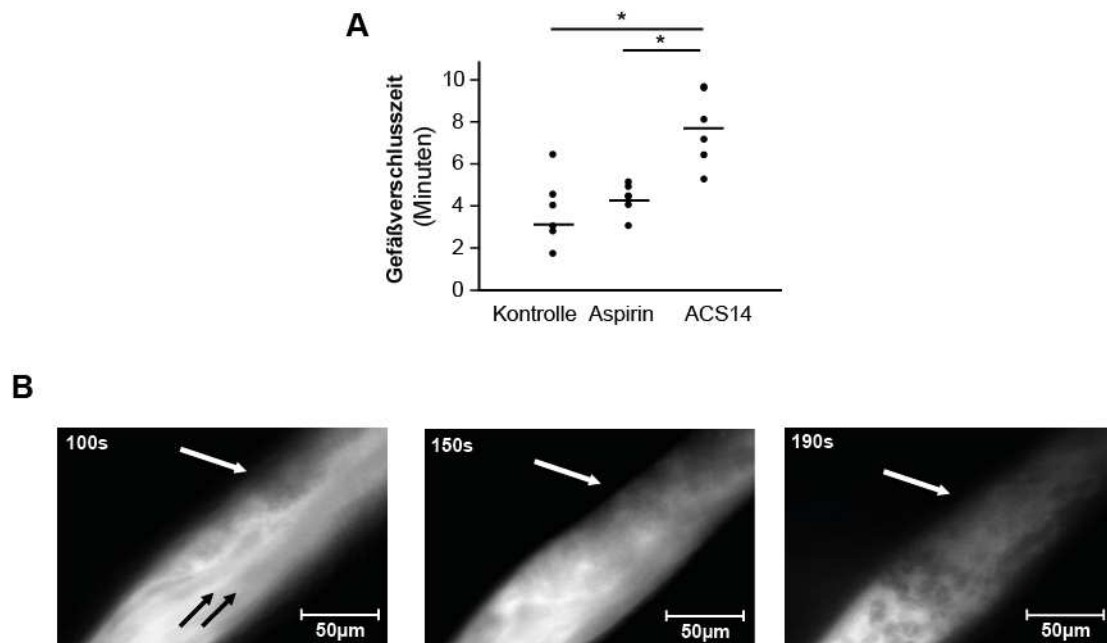 A
*
*
Gefäßverschlusszeit
(Minuten)
10
8
6
4
2
0
Kontrolle Aspirin ACS14
B
100s
50µm
150s
50µm
190s
50µm